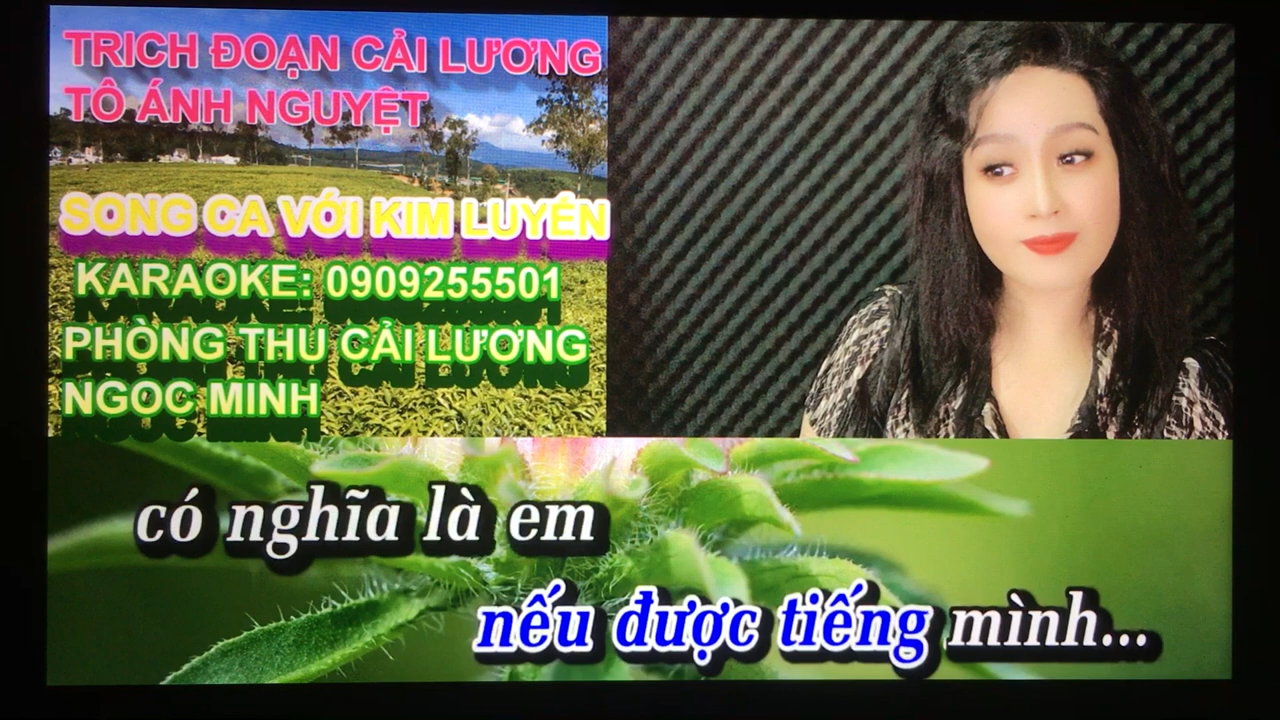 TRICH ĐOẠN CẢI LƯƠNG
TÔ ÁNH NGUYỆT
SONG CA VỚI KIM LUYẾN
KARAOKE: 0909255501
PHÒNG THU CẢI LƯƠNG
NGỌC MINH
có nghĩa là em
nếu được tiếng mình...